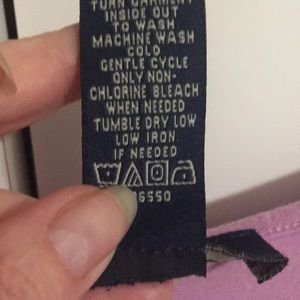 TURN GARMENT
INSIDE OUT
TO WASH
MACHINE WASH
COLD
GENTLE CYCLE
ONLY NON-
CHLORINE BLEACH
WHEN NEEDED
TUMBLE DRY LOW
LOW IRON
IF NEEDED
6550